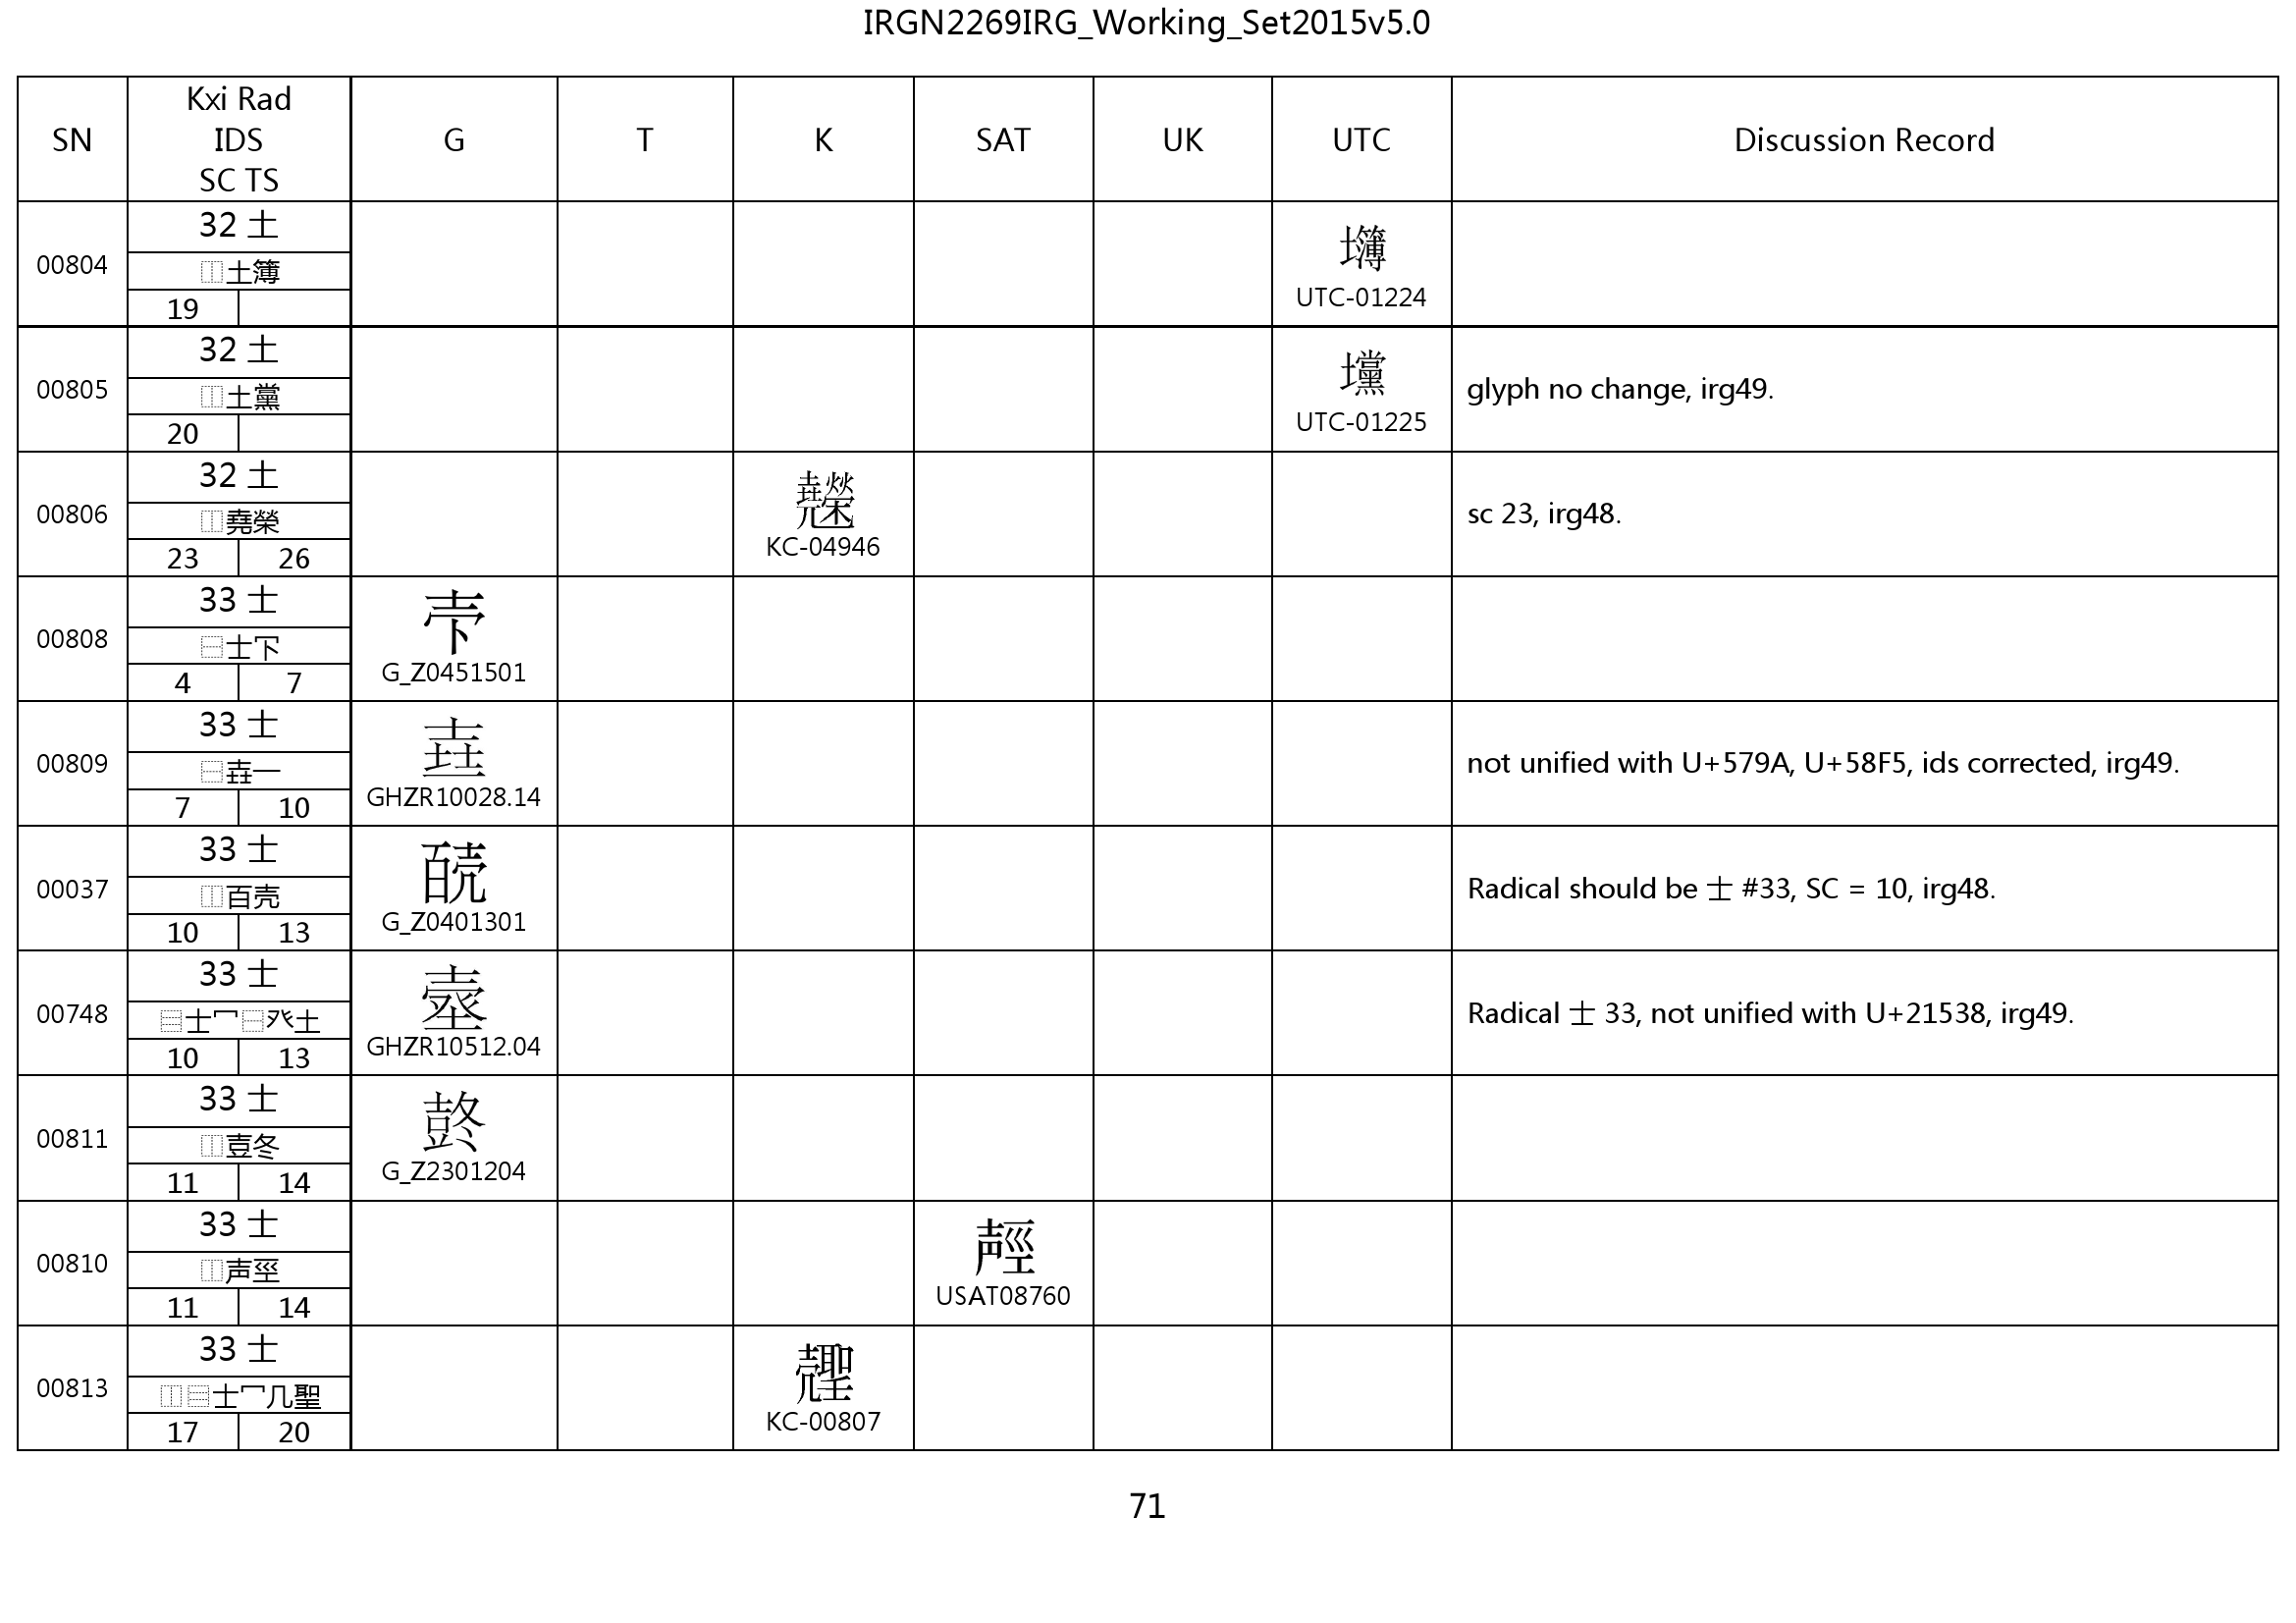 IRGN2269IRG_Working_Set2015v5.0
SN
Kxi Rad
IDS
SC TS
G
T
K
SAT
UK
UTC
Discussion Record
00804
32 土
⿰土簿
19
UTC-01224
00805
32 土
⿰土黨
20
UTC-01225
glyph no change, irg49.
00806
32 土
⿰堯榮
23 26
KC-04946
sc 23, irg48.
00808
33 士
⿱士冖下
4 7
G_Z0451501
00809
33 士
⿱壵一
7 10
GHZR10028.14
not unified with U+579A, U+58F5, ids corrected, irg49.
00037
33 士
⿰百壳
10 13
G_Z0401301
Radical should be 士 #33, SC = 10, irg48.
00748
33 士
⿳士冖⿱癶土
10 13
GHZR10512.04
Radical 士 33, not unified with U+21538, irg49.
00811
33 士
⿰壴冬
11 14
G_Z2301204
00810
33 士
⿰声巠
11 14
USAT08760
00813
33 士
⿰⿳士冖几聖
17 20
KC-00807
71